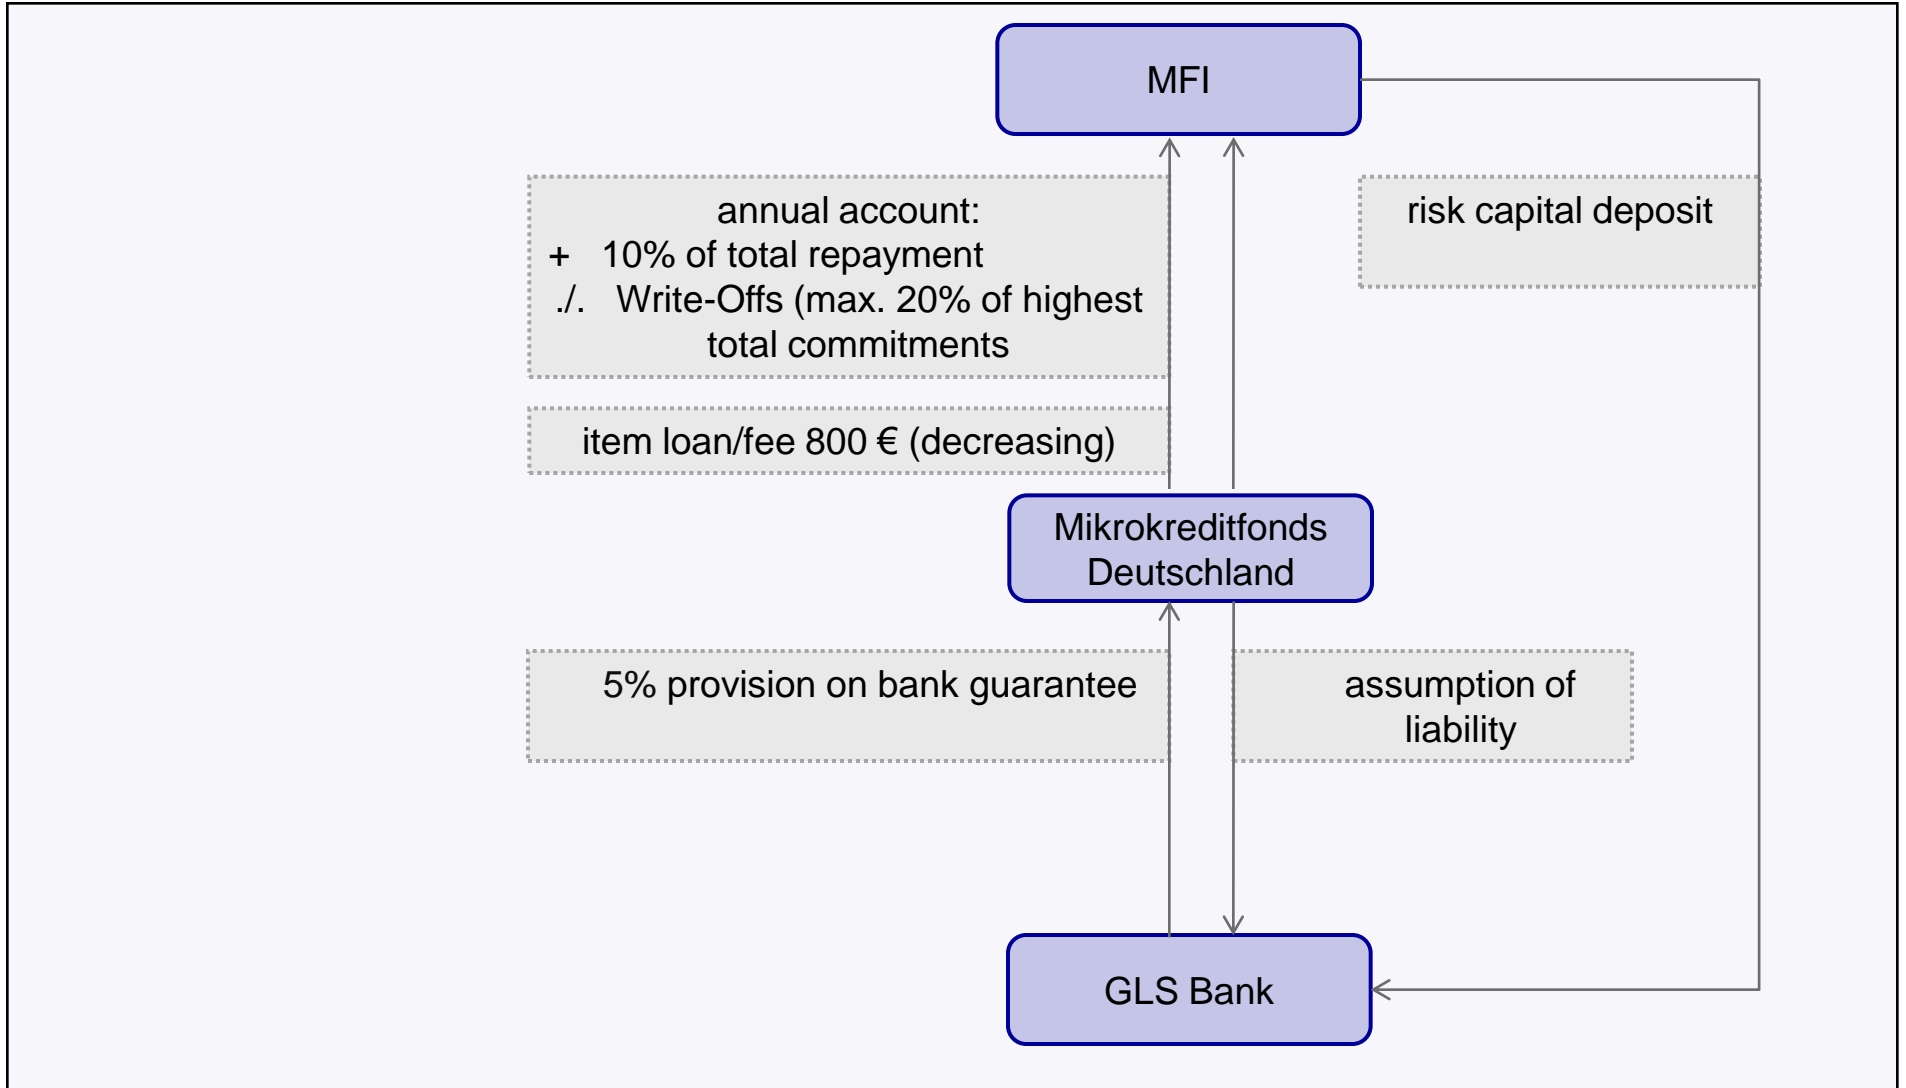 MFI
annual account:
+ 10% of total repayment
./. Write-Offs (max. 20% of highest
total commitments
risk capital deposit
item loan/fee 800 € (decreasing)
Mikrokreditfonds
Deutschland
5% provision on bank guarantee
assumption of
liability
GLS Bank